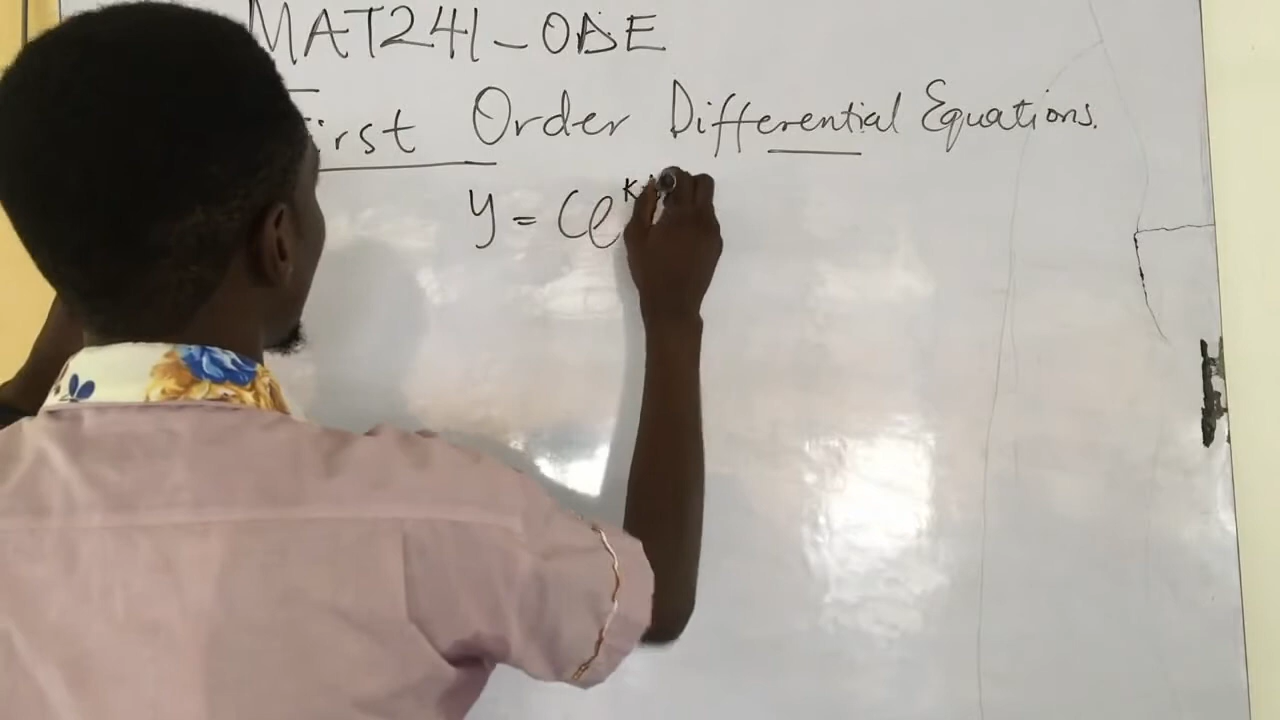 MAT241 - ODE
First Order Differential Equations.
y = Ce^K